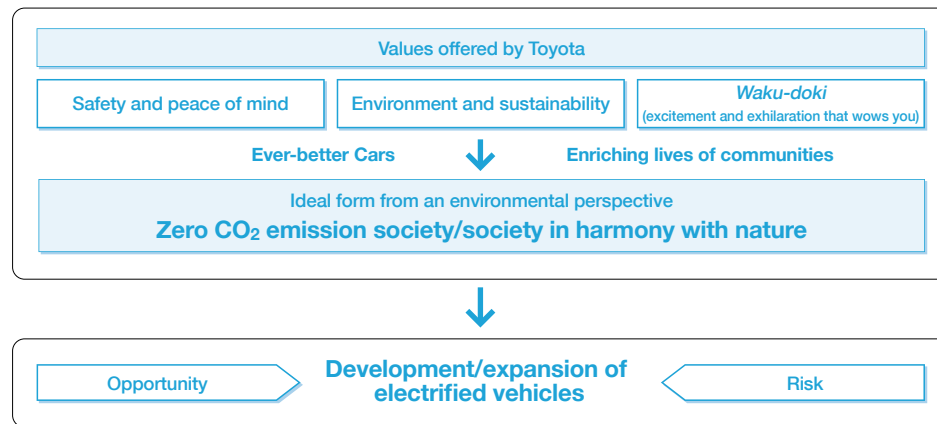 Values offered by Toyota
Safety and peace of mind
Environment and sustainability
Waku-doki
(excitement and exhilaration that wows you)
Ever-better Cars
Enriching lives of communities
Ideal form from an environmental perspective
Zero CO₂ emission society/society in harmony with nature
Opportunity
Development/expansion of
electrified vehicles
Risk